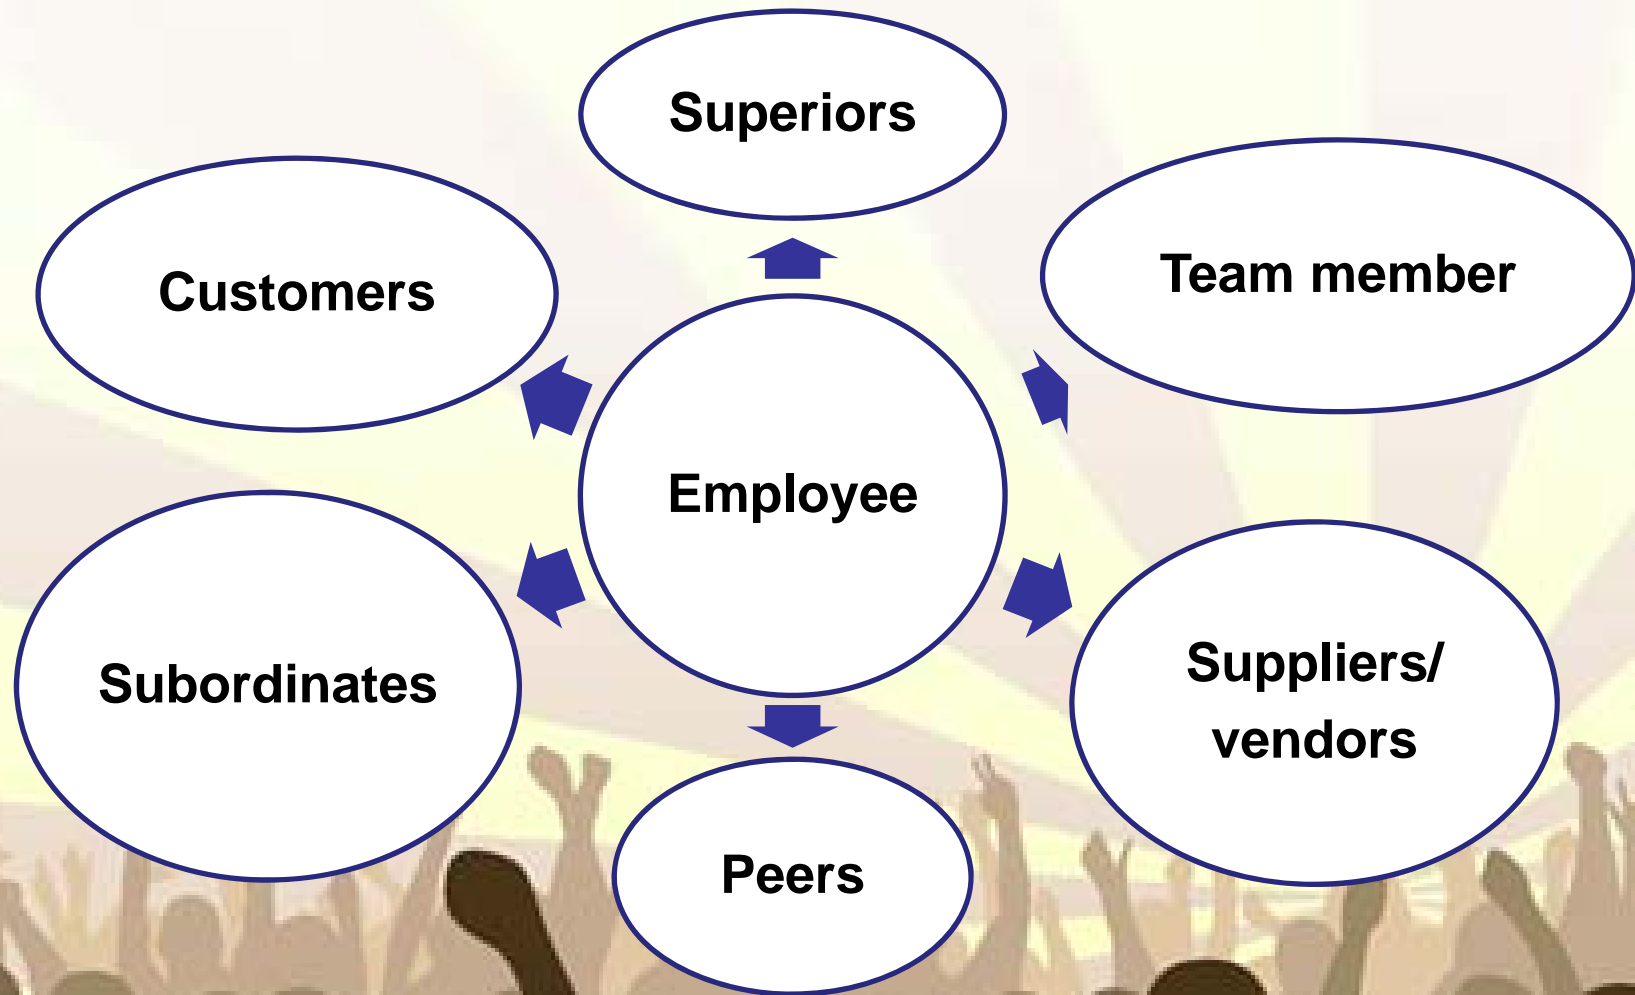 Superiors
Team member
Customers
Employee
Subordinates
Suppliers/
vendors
Peers